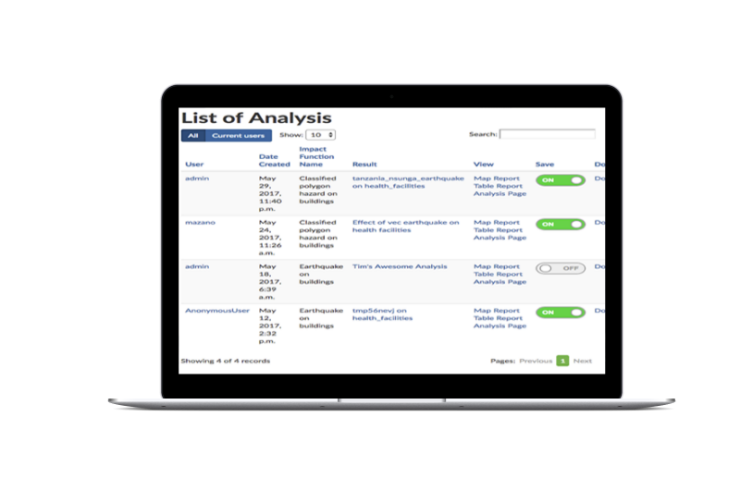 List of Analysis
All Current users Show: 10 Search:
User Date Created Impact Function Name Result View Save Do
admin May 29, 2017, 11:40 p.m. Classified polygon hazard on buildings tanzania_nsunga_earthquake on health_facilities Map Report Table Report Analysis Page ON Do
mazano May 24, 2017, 11:26 a.m. Classified polygon hazard on buildings Effect of vec earthquake on health facilities Map Report Table Report Analysis Page ON Do
admin May 18, 2017, 6:39 a.m. Earthquake on buildings Tim's Awesome Analysis Map Report Table Report Analysis Page OFF Do
AnonymousUser May 12, 2017, 2:32 p.m. Earthquake on buildings tmp56nevj on health_facilities Map Report Table Report Analysis Page ON Do
Showing 4 of 4 records Pages: Previous 1 Next